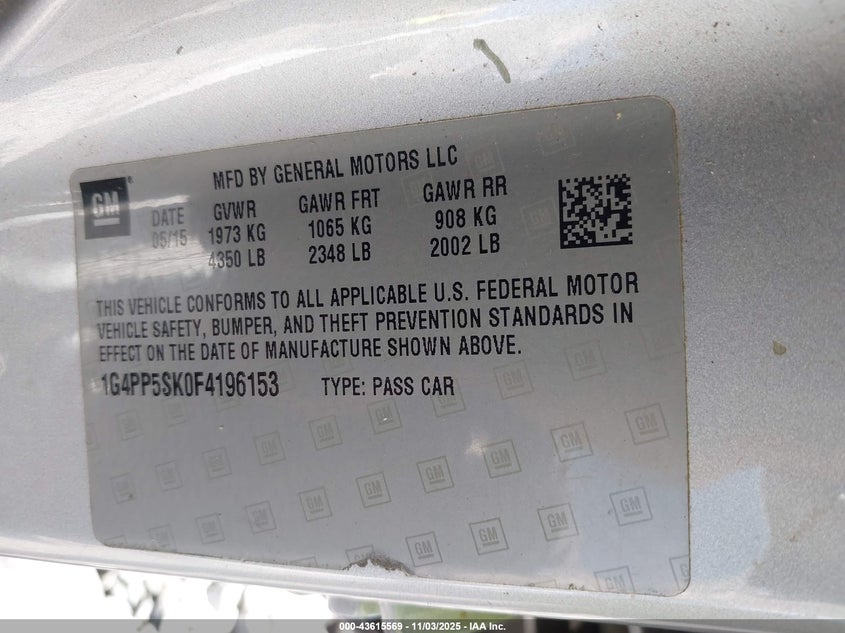 MFD BY GENERAL MOTORS LLC
GM®
DATE GVWR GAWR FRT GAWR RR
05/15 1973 KG 1065 KG 908 KG
4350 LB 2348 LB 2002 LB
THIS VEHICLE CONFORMS TO ALL APPLICABLE U.S. FEDERAL MOTOR
VEHICLE SAFETY, BUMPER, AND THEFT PREVENTION STANDARDS IN
EFFECT ON THE DATE OF MANUFACTURE SHOWN ABOVE.
1G4PP5SK0F4196153 TYPE: PASS CAR
000-43615569 - 11/03/2025 - IAA Inc.